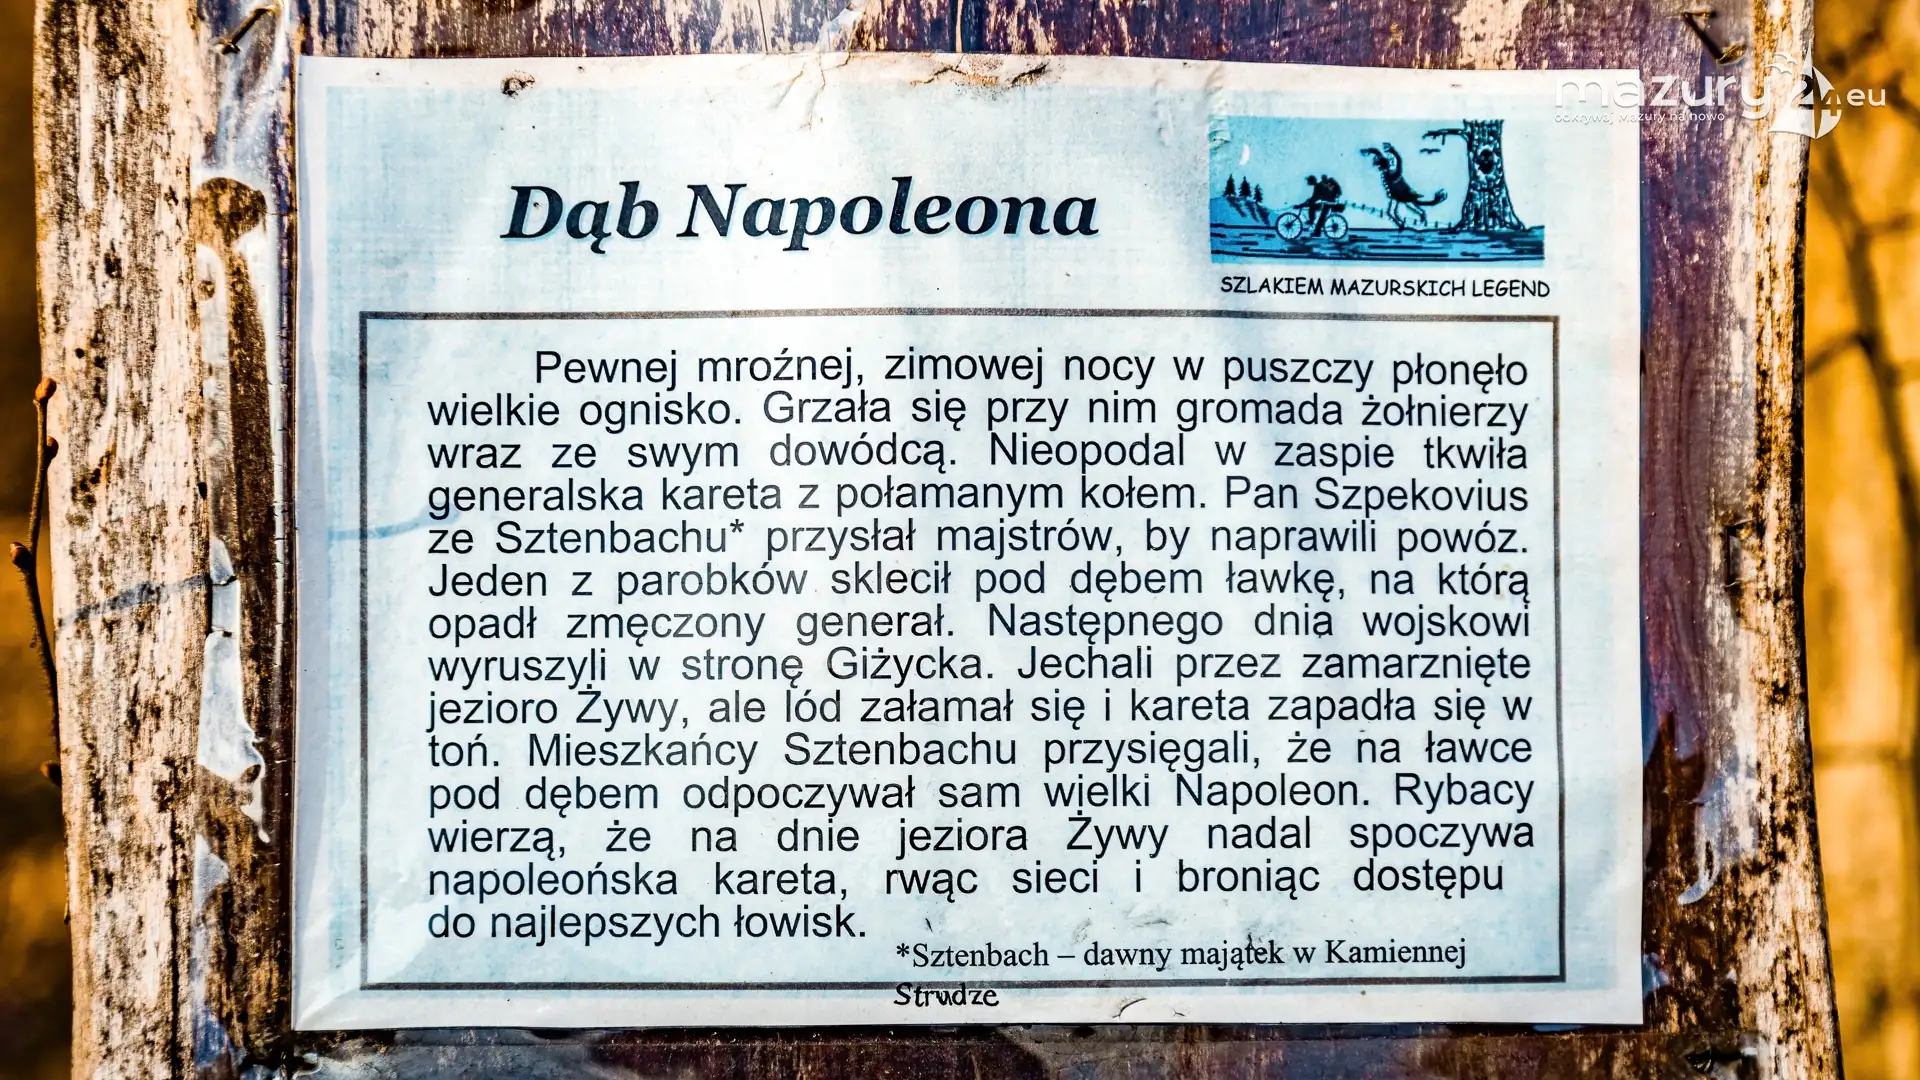 mazury24.eu
odkrywaj Mazury na nowo
Dąb Napoleona
SZLAKIEM MAZURSKICH LEGEND
Pewnej mroźnej, zimowej nocy w puszczy płonęło
wielkie ognisko. Grzała się przy nim gromada żołnierzy
wraz ze swym dowódcą. Nieopodal w zaspie tkwiła
generalska kareta z połamanym kołem. Pan Szpekovius
ze Sztenbachu* przysłał majstrów, by naprawili powóz.
Jeden z parobków sklecił pod dębem ławkę, na którą
opadł zmęczony generał. Następnego dnia wojskowi
wyruszyli w stronę Giżycka. Jechali przez zamarznięte
jezioro Żywy, ale lód załamał się i kareta zapadła się w
toń. Mieszkańcy Sztenbachu przysięgali, że na ławce
pod dębem odpoczywał sam wielki Napoleon. Rybacy
wierzą, że na dnie jeziora Żywy nadal spoczywa
napoleońska kareta, rwąc sieci i broniąc dostępu
do najlepszych łowisk.
*Sztenbach – dawny majątek w Kamiennej
Strudze